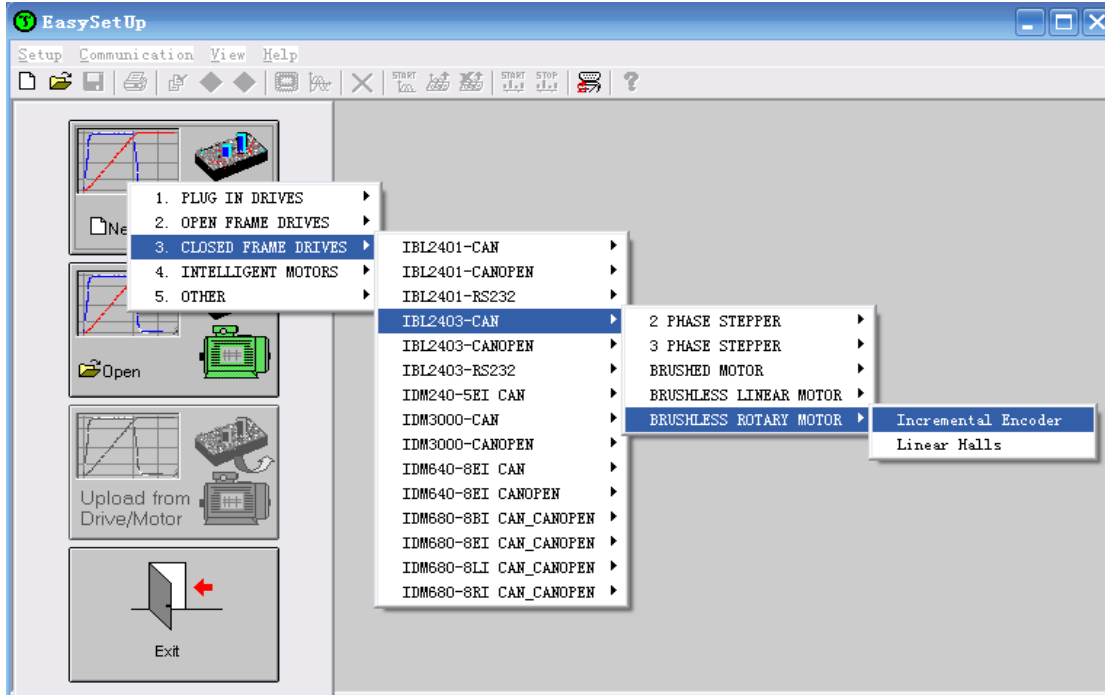 EasySetUp
Setup Communication View Help
START START STOP
1. PLUG IN DRIVES
2. OPEN FRAME DRIVES
3. CLOSED FRAME DRIVES
4. INTELLIGENT MOTORS
5. OTHER
IBL2401-CAN
IBL2401-CANOPEN
IBL2401-RS232
IBL2403-CAN
IBL2403-CANOPEN
IBL2403-RS232
IDM240-5EI CAN
IDM3000-CAN
IDM3000-CANOPEN
IDM640-8EI CAN
IDM640-8EI CANOPEN
IDM680-8BI CAN_CANOPEN
IDM680-8EI CAN_CANOPEN
IDM680-8LI CAN_CANOPEN
IDM680-8RI CAN_CANOPEN
2 PHASE STEPPER
3 PHASE STEPPER
BRUSHED MOTOR
BRUSHLESS LINEAR MOTOR
BRUSHLESS ROTARY MOTOR
Incremental Encoder
Linear Halls
Ne
Open
Upload from
Drive/Motor
Exit